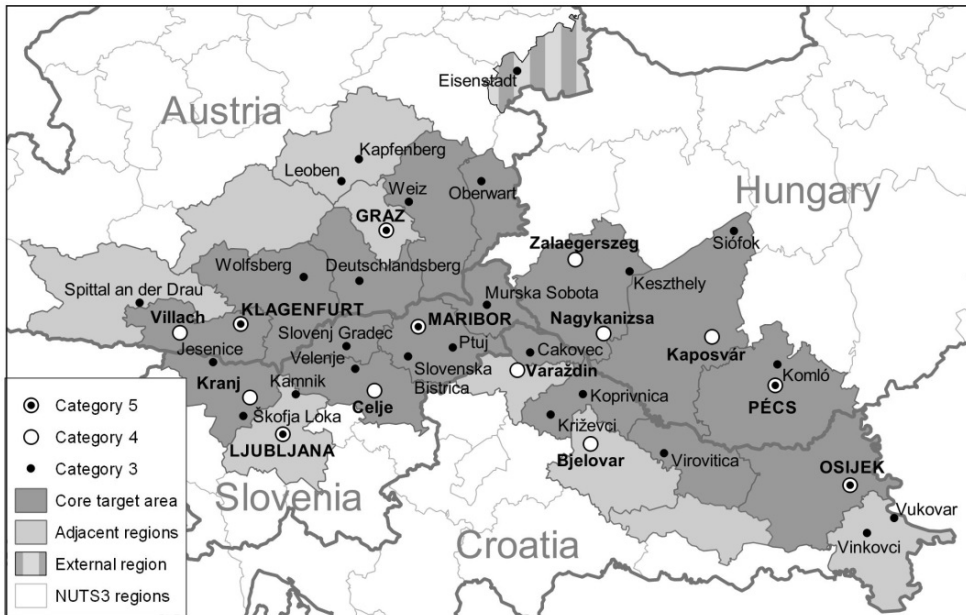 Eisenstadt
Austria
Kapfenberg
Leoben
Weiz
Oberwart
Hungary
GRAZ
Zalaegerszeg
Siófok
Wolfsberg
Deutschlandsberg
Keszthely
Spittal an der Drau
Murska Sobota
KLAGENFURT
Villach
MARIBOR
Nagykanizsa
Slovenj Gradec
Jesenice
Ptuj
Cakovec
Kaposvár
Velenje
Slovenska
Bistrica
Varaždin
Komló
Kranj
Kamnik
Celje
Koprivnica
PÉCS
Škofja Loka
Križevci
LJUBLJANA
Bjelovar
Virovitica
OSIJEK
Slovenia
Vukovar
Croatia
Vinkovci
Category 5
Category 4
Category 3
Core target area
Adjacent regions
External region
NUTS3 regions